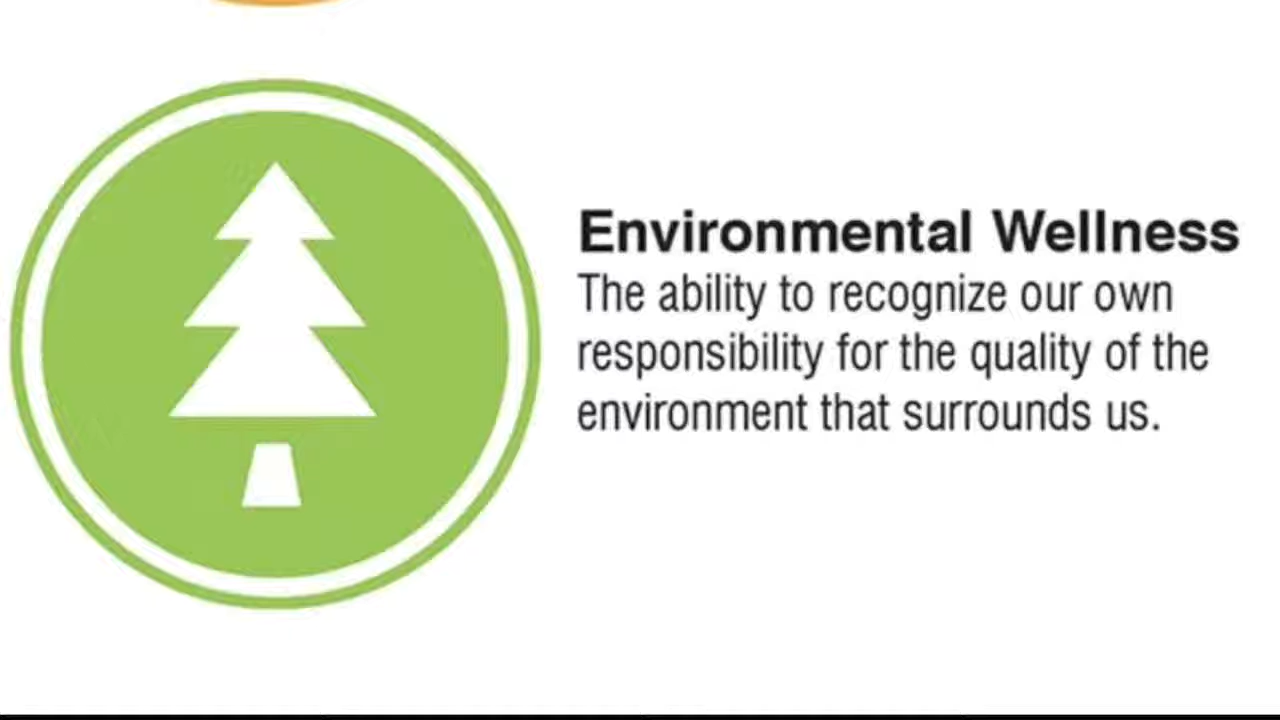 Environmental Wellness
The ability to recognize our own
responsibility for the quality of the
environment that surrounds us.